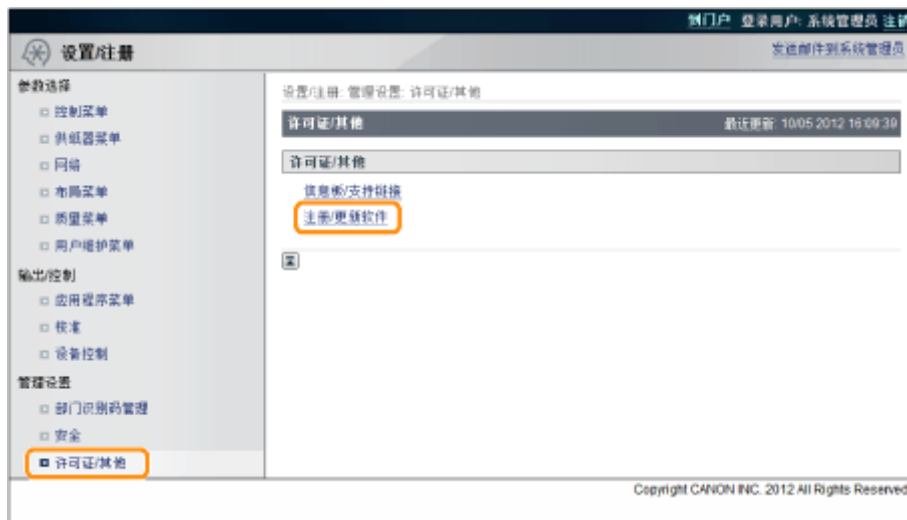 到门户 登录用户: 系统管理员 注销
设置/注册
发送邮件到系统管理员
参数选择
控制菜单
供纸器菜单
网络
布局菜单
质量菜单
用户维护菜单
输出/控制
应用程序菜单
校准
设备控制
管理设置
部门识别码管理
安全
许可证/其他
设置/注册: 管理设置: 许可证/其他
许可证/其他 最近更新: 10/05 2012 16:09:39
许可证/其他
信息板/支持链接
注册/更新软件
Copyright CANON INC. 2012 All Rights Reserved